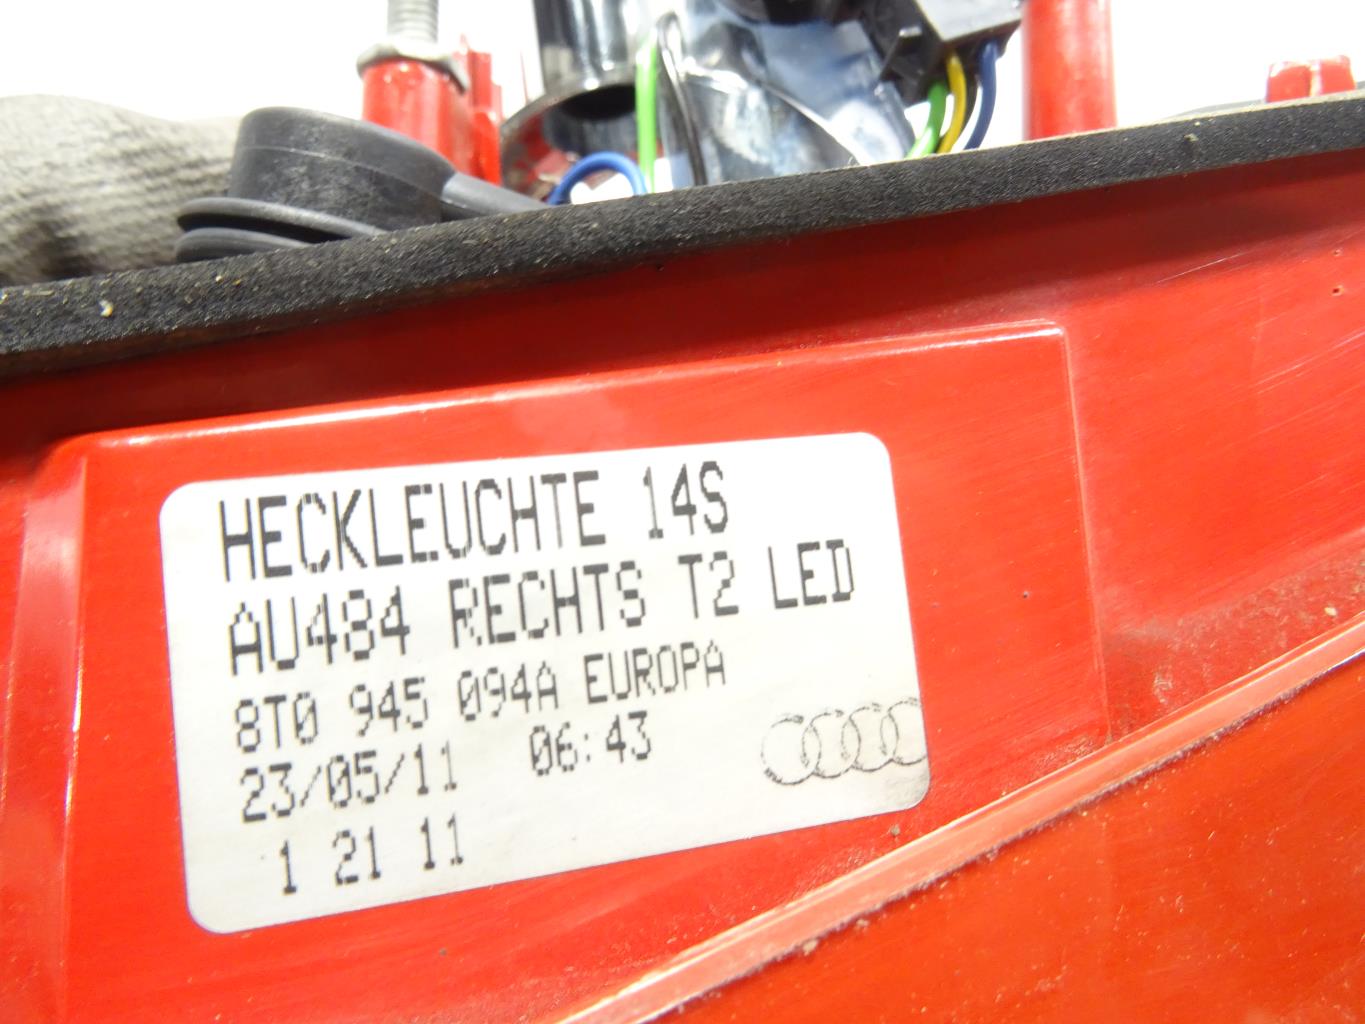 HECKLEUCHTE 14S
AU484 RECHTS T2 LED
8T0 945 094A EUROPA
23/05/11 06:43
1 21 11